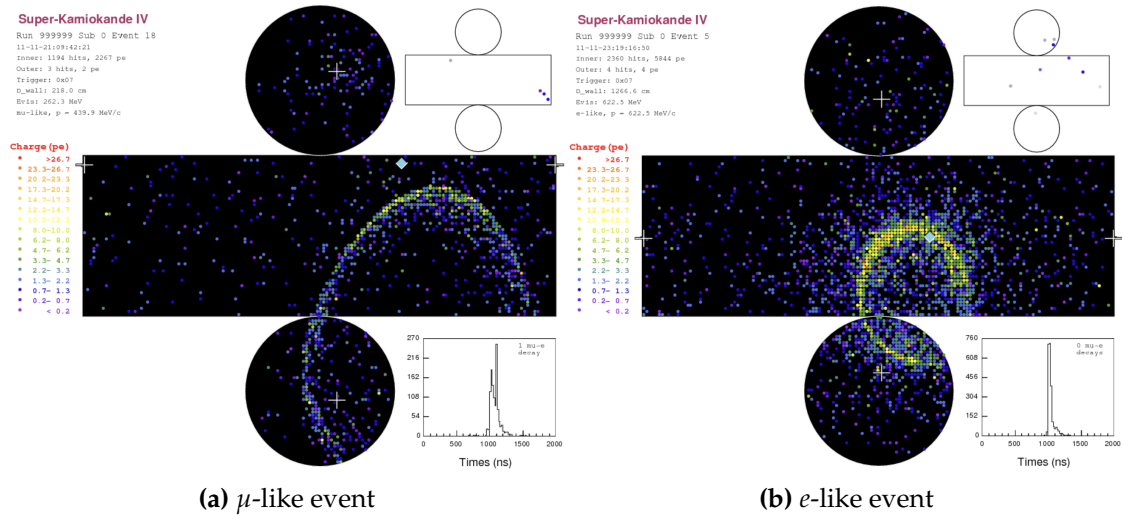 Super-Kamiokande IV
Run 999999 Sub 0 Event 18
11-11-21:09:42:21
Inner: 1194 hits, 2267 pe
Outer: 3 hits, 2 pe
Trigger: 0x07
D_wall: 218.0 cm
Evis: 262.3 MeV
mu-like, p = 439.9 MeV/c
Charge (pe)
>26.7
23.3-26.7
20.2-23.3
17.3-20.2
14.7-17.3
12.2-14.7
10.0-12.2
8.0-10.0
6.2- 8.0
4.7- 6.2
3.3- 4.7
2.2- 3.3
1.3- 2.2
0.7- 1.3
0.2- 0.7
< 0.2
270
216
162
108
54
0
1 mu-e
decay
0 500 1000 1500 2000
Times (ns)
(a) μ-like event
Super-Kamiokande IV
Run 999999 Sub 0 Event 5
11-11-23:19:16:50
Inner: 2360 hits, 5844 pe
Outer: 4 hits, 4 pe
Trigger: 0x07
D_wall: 1266.6 cm
Evis: 622.5 MeV
e-like, p = 622.5 MeV/c
Charge (pe)
>26.7
23.3-26.7
20.2-23.3
17.3-20.2
14.7-17.3
12.2-14.7
10.0-12.2
8.0-10.0
6.2- 8.0
4.7- 6.2
3.3- 4.7
2.2- 3.3
1.3- 2.2
0.7- 1.3
0.2- 0.7
< 0.2
760
608
456
304
152
0
0 mu-e
decays
0 500 1000 1500 2000
Times (ns)
(b) e-like event